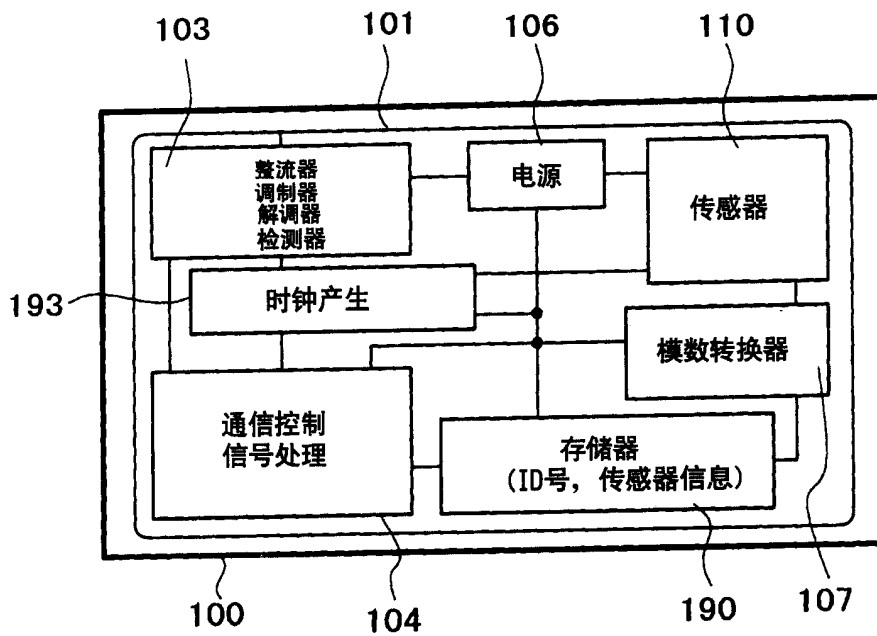 103
101
106
110
整流器
调制器
解调器
检测器
电源
传感器
193
时钟产生
模数转换器
通信控制
信号处理
存储器
(ID号, 传感器信息)
100
104
190
107